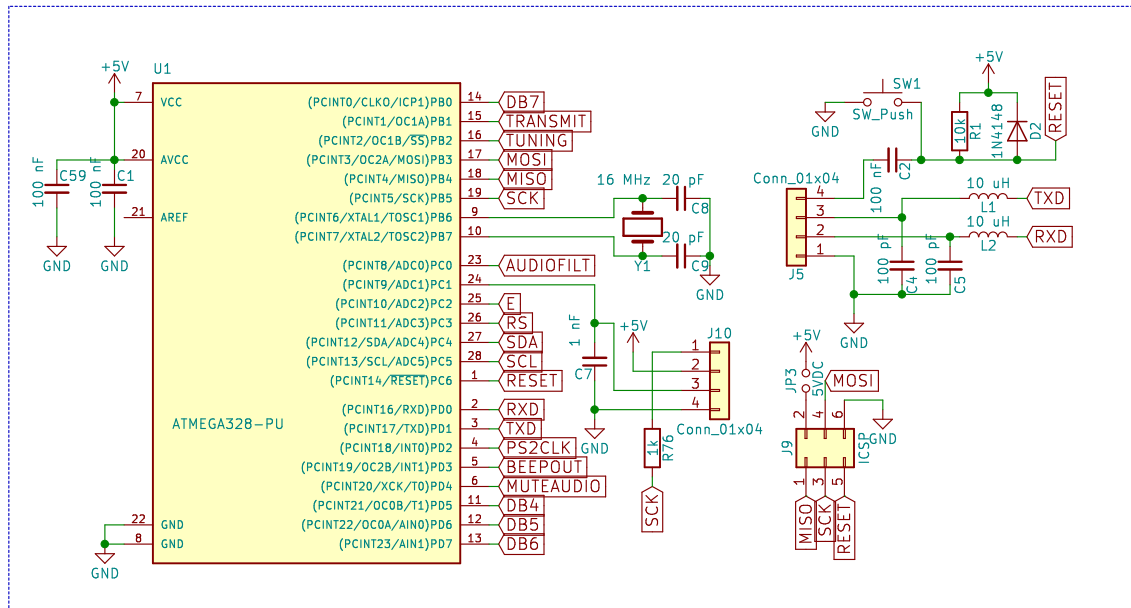 +5V
U1
7 VCC
20 AVCC
21 AREF
22 GND
8 GND
100 nF
C59
100 nF
C1
GND
GND
GND
ATMEGA328-PU
(PCINT0/CLKO/ICP1)PB0 14 DB7
(PCINT1/OC1A)PB1 15 TRANSMIT
(PCINT2/OC1B/SS)PB2 16 TUNING
(PCINT3/OC2A/MOSI)PB3 17 MOSI
(PCINT4/MISO)PB4 18 MISO
(PCINT5/SCK)PB5 19 SCK
(PCINT6/XTAL1/TOSC1)PB6 9
(PCINT7/XTAL2/TOSC2)PB7 10
(PCINT8/ADC0)PC0 23 AUDIOFILT
(PCINT9/ADC1)PC1 24
(PCINT10/ADC2)PC2 25 E
(PCINT11/ADC3)PC3 26 RS
(PCINT12/SDA/ADC4)PC4 27 SDA
(PCINT13/SCL/ADC5)PC5 28 SCL
(PCINT14/RESET)PC6 1 RESET
(PCINT16/RXD)PD0 2 RXD
(PCINT17/TXD)PD1 3 TXD
(PCINT18/INT0)PD2 4 PS2CLK
(PCINT19/OC2B/INT1)PD3 5 BEEPOUT
(PCINT20/XCK/T0)PD4 6 MUTEAUDIO
(PCINT21/OC0B/T1)PD5 11 DB4
(PCINT22/OC0A/AIN0)PD6 12 DB5
(PCINT23/AIN1)PD7 13 DB6
16 MHz
Y1
20 pF
C8
20 pF
C9
GND
1 nF
C7
GND
+5V
J10
1
2
3
4
Conn_01x04
1k
R76
SCK
SW1
SW_Push
GND
+5V
10k
R1
1N4148
D2
RESET
100 nF
C2
Conn_01x04
4
3
2
1
J5
10 uH
L1
TXD
10 uH
L2
RXD
100 pF
C4
100 pF
C5
GND
+5V
JP3
5VDC
MOSI
2
4
6
GND
J9
ICSP
1
3
5
MISO
SCK
RESET